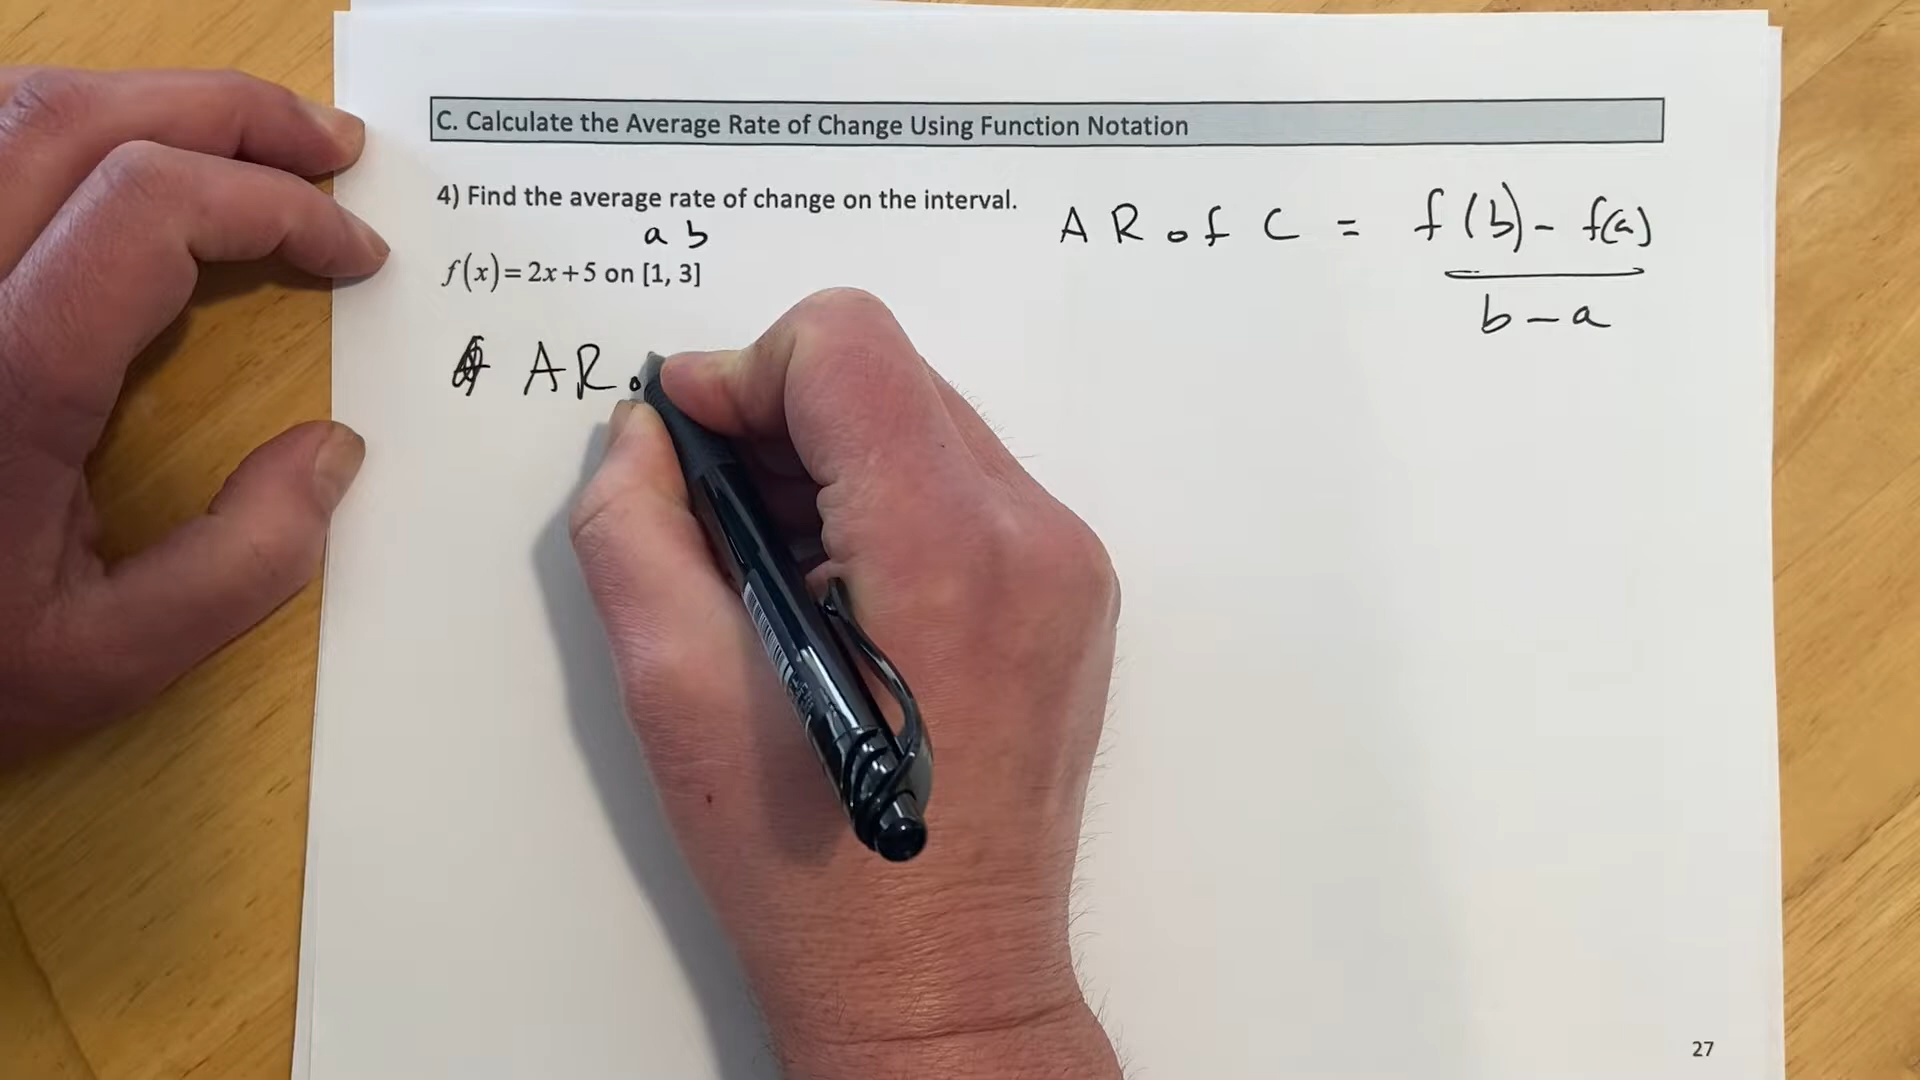 C. Calculate the Average Rate of Change Using Function Notation
4) Find the average rate of change on the interval.
a b
f(x)=2x+5 on [1, 3]
A R of C = f(b) - f(a)
b - a
AR o
27